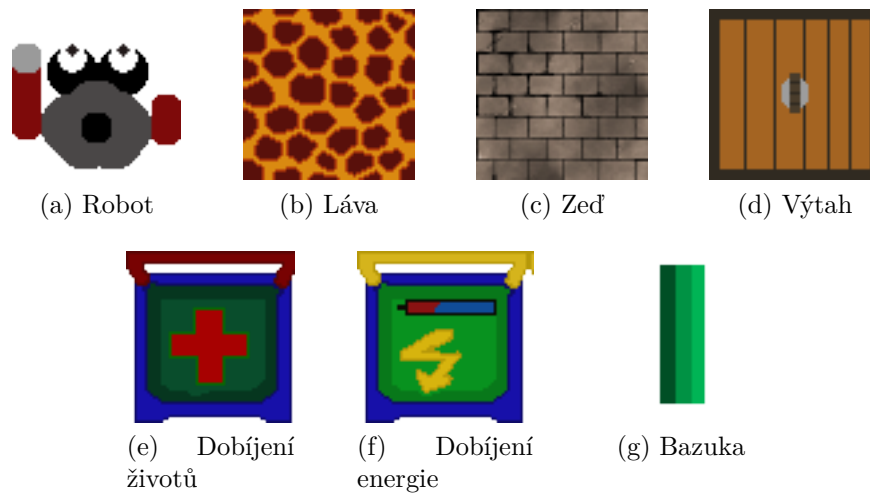 (a) Robot
(b) Láva
(c) Zeď
(d) Výtah
(e) Dobíjení
životů
(f) Dobíjení
energie
(g) Bazuka